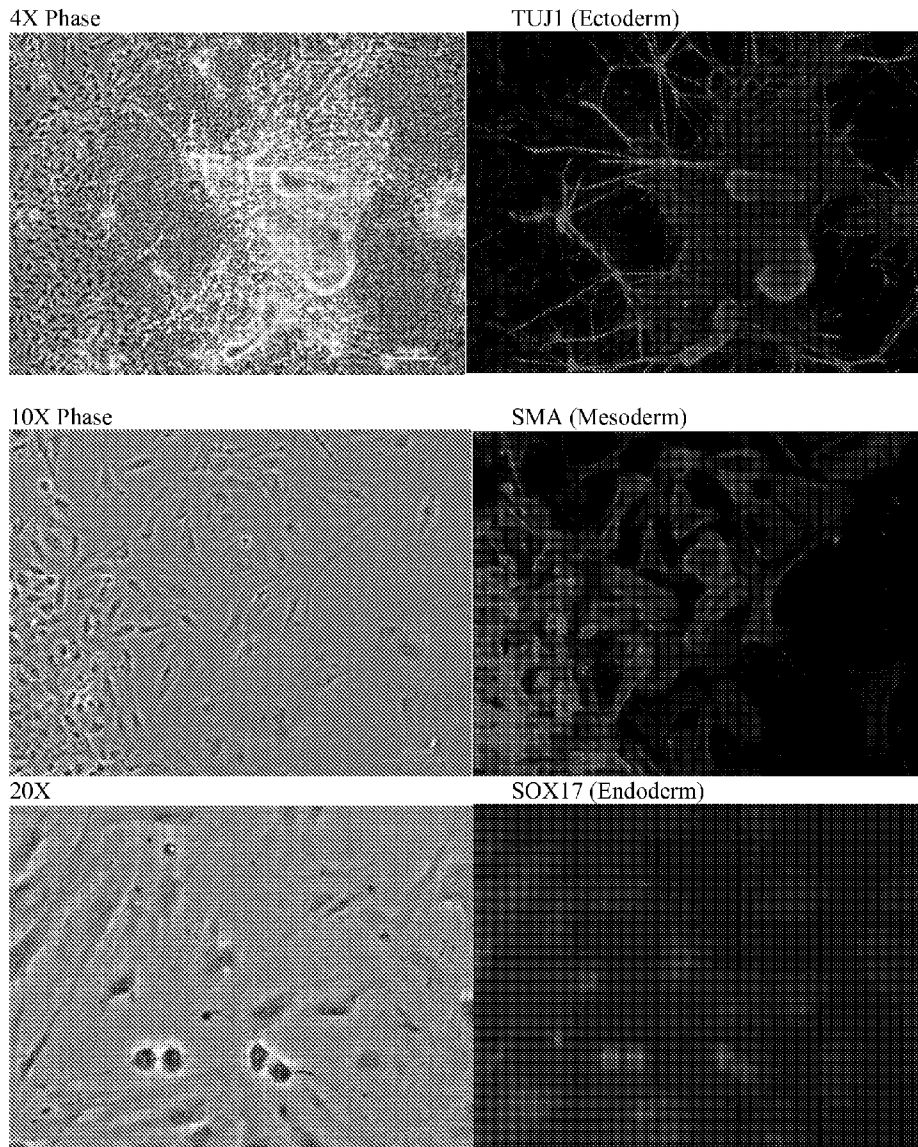 4X Phase
TUJ1 (Ectoderm)
10X Phase
SMA (Mesoderm)
20X
SOX17 (Endoderm)